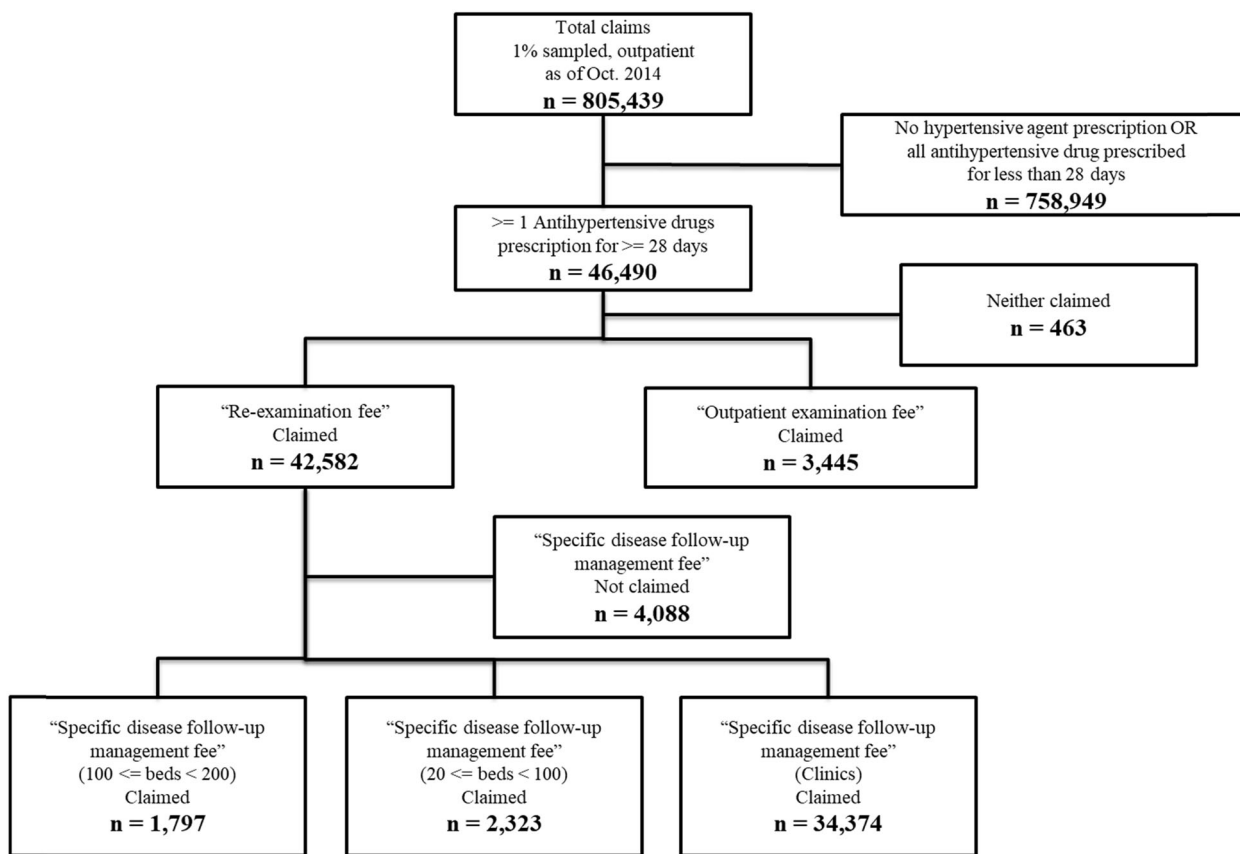 Total claims
1% sampled, outpatient
as of Oct. 2014
n = 805,439
No hypertensive agent prescription OR
all antihypertensive drug prescribed
for less than 28 days
n = 758,949
>= 1 Antihypertensive drugs
prescription for >= 28 days
n = 46,490
Neither claimed
n = 463
“Re-examination fee”
Claimed
n = 42,582
“Outpatient examination fee”
Claimed
n = 3,445
“Specific disease follow-up
management fee”
Not claimed
n = 4,088
“Specific disease follow-up
management fee”
(100 <= beds < 200)
Claimed
n = 1,797
“Specific disease follow-up
management fee”
(20 <= beds < 100)
Claimed
n = 2,323
“Specific disease follow-up
management fee”
(Clinics)
Claimed
n = 34,374